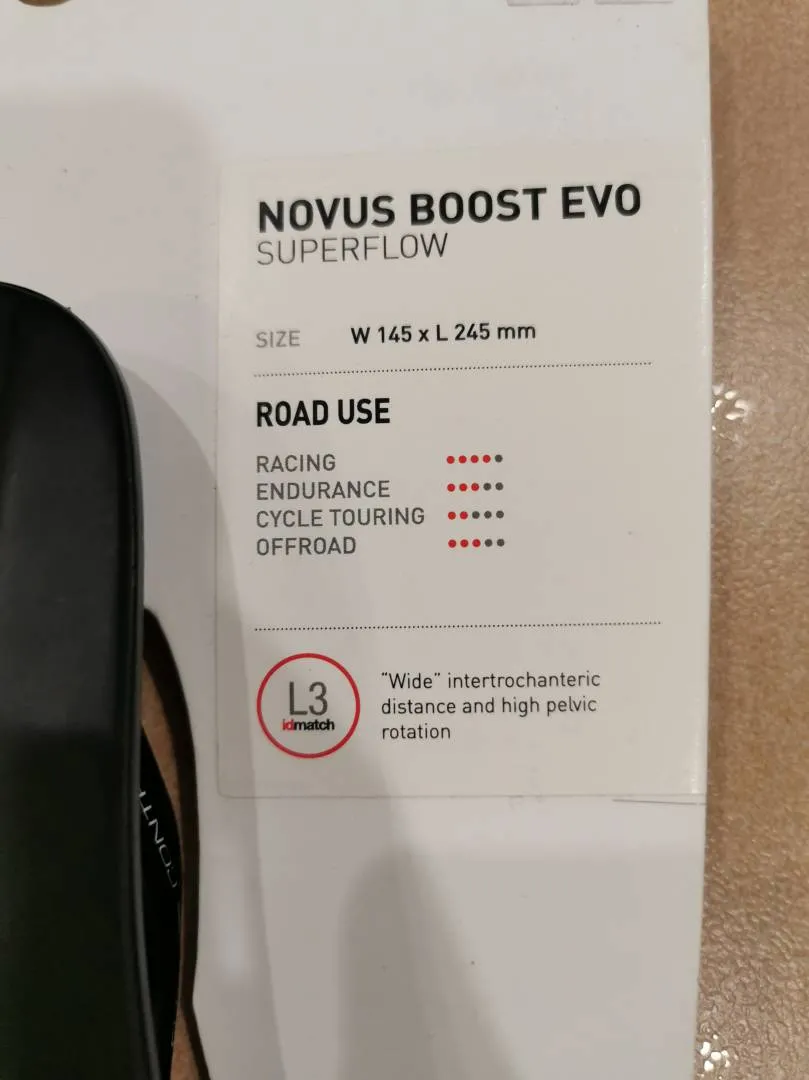 NOVUS BOOST EVO
SUPERFLOW
SIZE W 145 x L 245 mm
ROAD USE
RACING
ENDURANCE
CYCLE TOURING
OFFROAD
L3
idmatch
"Wide" intertrochanteric
distance and high pelvic
rotation
CONT